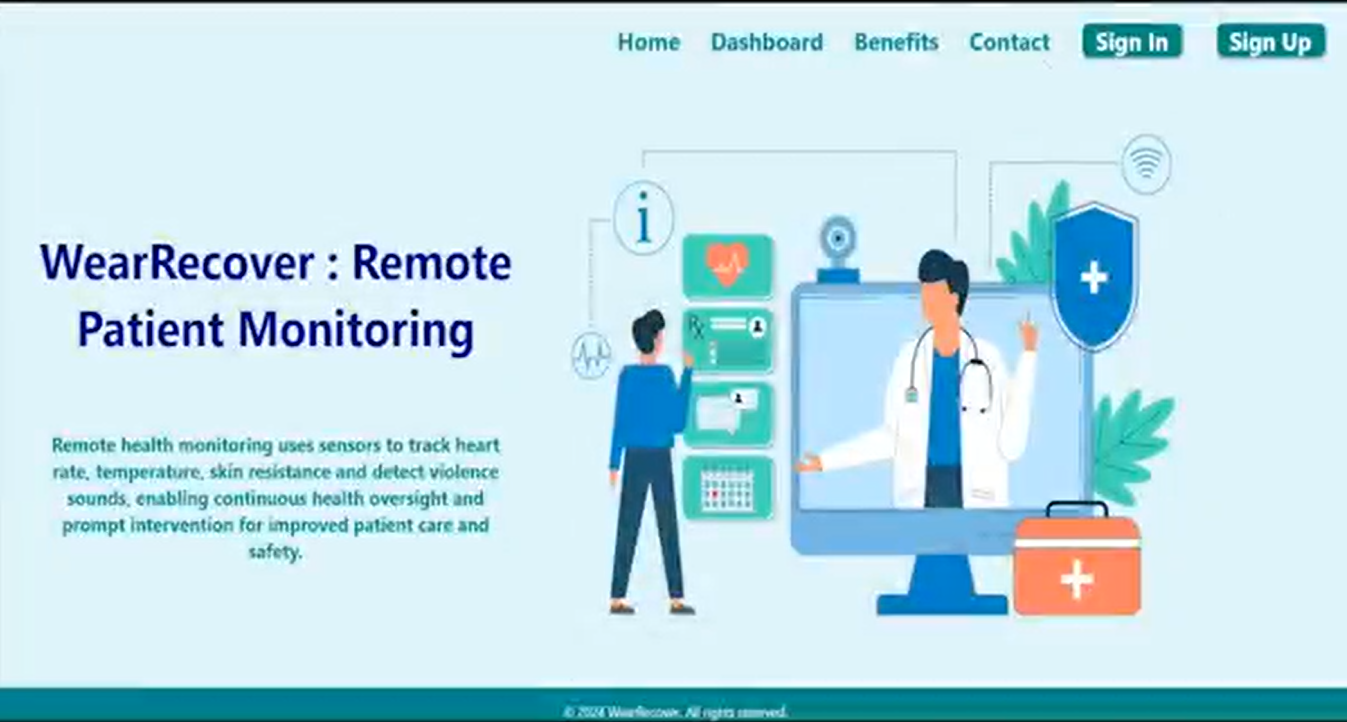 Home Dashboard Benefits Contact Sign In Sign Up
WearRecover : Remote
Patient Monitoring
Remote health monitoring uses sensors to track heart
rate, temperature, skin resistance and detect violence
sounds, enabling continuous health oversight and
prompt intervention for improved patient care and
safety.
i
Rx
© 2024 WearRecover. All rights reserved.